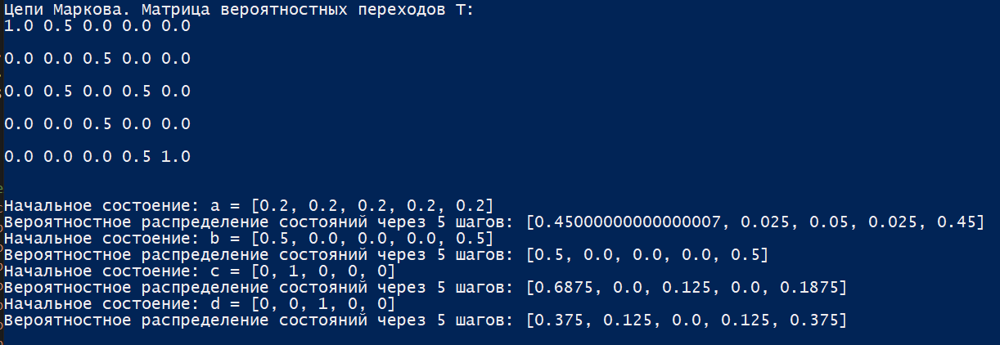 Цепи Маркова. Матрица вероятностных переходов T:
1.0 0.5 0.0 0.0 0.0
0.0 0.0 0.5 0.0 0.0
0.0 0.5 0.0 0.5 0.0
0.0 0.0 0.5 0.0 0.0
0.0 0.0 0.0 0.5 1.0
Начальное состоение: a = [0.2, 0.2, 0.2, 0.2, 0.2]
Вероятностное распределение состояний через 5 шагов: [0.45000000000000007, 0.025, 0.05, 0.025, 0.45]
Начальное состоение: b = [0.5, 0.0, 0.0, 0.0, 0.5]
Вероятностное распределение состояний через 5 шагов: [0.5, 0.0, 0.0, 0.0, 0.5]
Начальное состоение: c = [0, 1, 0, 0, 0]
Вероятностное распределение состояний через 5 шагов: [0.6875, 0.0, 0.125, 0.0, 0.1875]
Начальное состоение: d = [0, 0, 1, 0, 0]
Вероятностное распределение состояний через 5 шагов: [0.375, 0.125, 0.0, 0.125, 0.375]